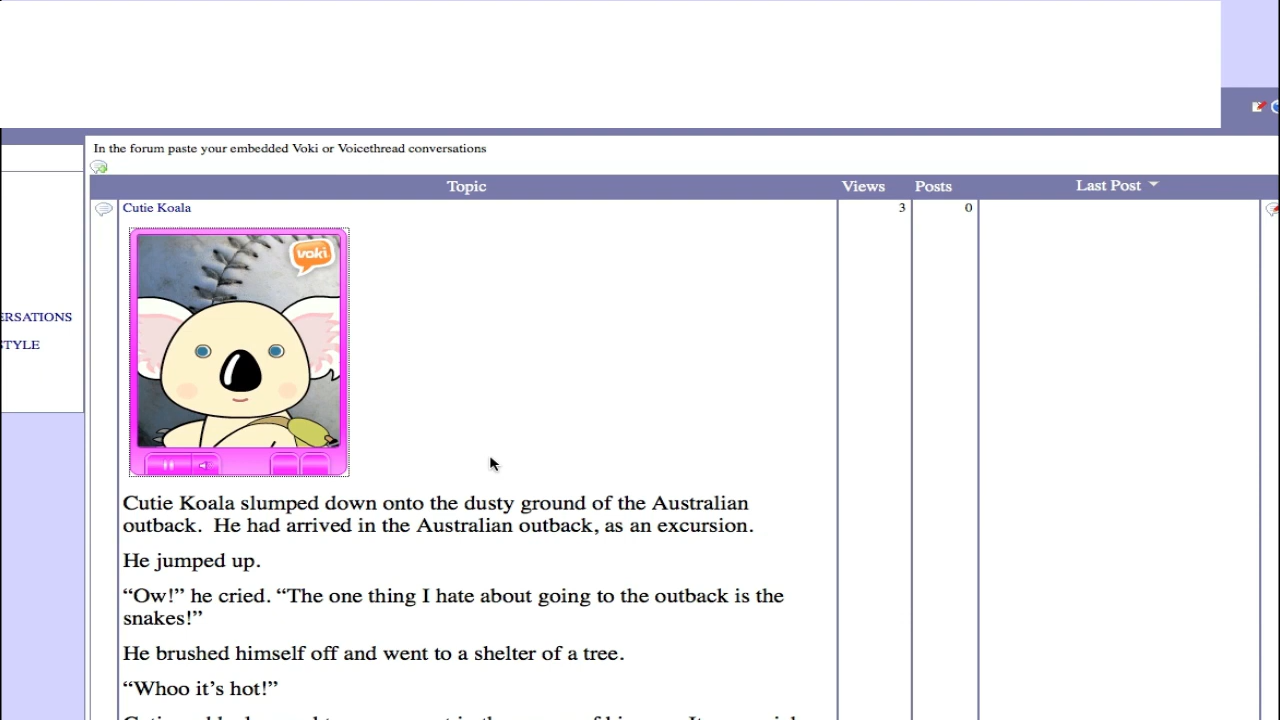 In the forum paste your embedded Voki or Voicethread conversations
Topic Views Posts Last Post
Cutie Koala 3 0
voki
ERSATIONS
STYLE
Cutie Koala slumped down onto the dusty ground of the Australian
outback. He had arrived in the Australian outback, as an excursion.
He jumped up.
“Ow!” he cried. “The one thing I hate about going to the outback is the
snakes!”
He brushed himself off and went to a shelter of a tree.
“Whoo it’s hot!”